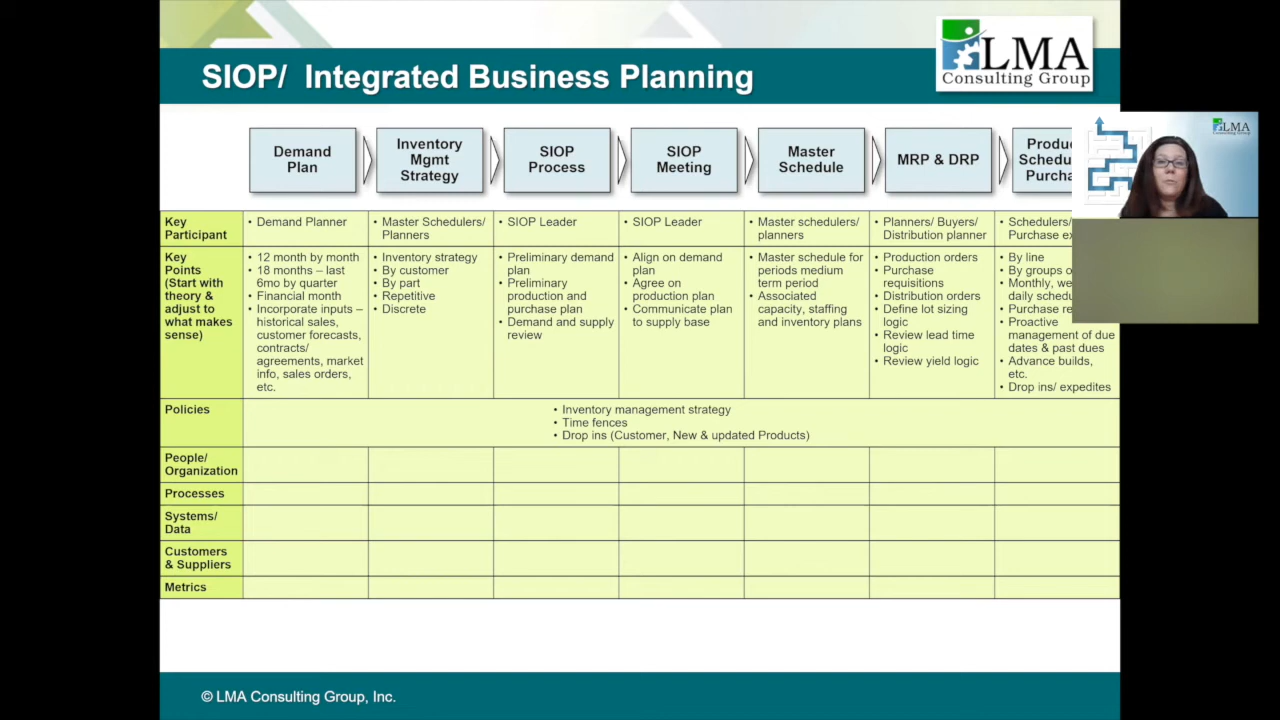 SIOP/ Integrated Business Planning
LMA
Consulting Group
LMA
Demand
Plan
Inventory
Mgmt
Strategy
SIOP
Process
SIOP
Meeting
Master
Schedule
MRP & DRP
Key
Participant
• Demand Planner
• Master Schedulers/
Planners
• SIOP Leader
• SIOP Leader
• Master schedulers/
planners
• Planners/ Buyers/
Distribution planner
• Schedulers/
Purchase
Key
Points
(Start with
theory &
adjust to
what makes
sense)
• 12 month by month
• 18 months – last
6mo by quarter
• Financial month
• Incorporate inputs –
historical sales,
customer forecasts,
contracts/
agreements, market
info, sales orders,
etc.
• Inventory strategy
• By customer
• By part
• Repetitive
• Discrete
• Preliminary demand
plan
• Preliminary
production and
purchase plan
• Demand and supply
review
• Align on demand
plan
• Agree on
production plan
• Communicate plan
to supply base
• Master schedule for
periods medium
term period
• Associated
capacity, staffing
and inventory plans
• Production orders
• Purchase
requisitions
• Distribution orders
• Define lot sizing
logic
• Review lead time
logic
• Review yield logic
• By line
• By groups
• Monthly,
daily
• Purchase
• Proactive
management of due
dates & past dues
• Advance builds,
etc.
• Drop ins/ expedites
Policies
• Inventory management strategy
• Time fences
• Drop ins (Customer, New & updated Products)
People/
Organization
Processes
Systems/
Data
Customers
& Suppliers
Metrics
© LMA Consulting Group, Inc.